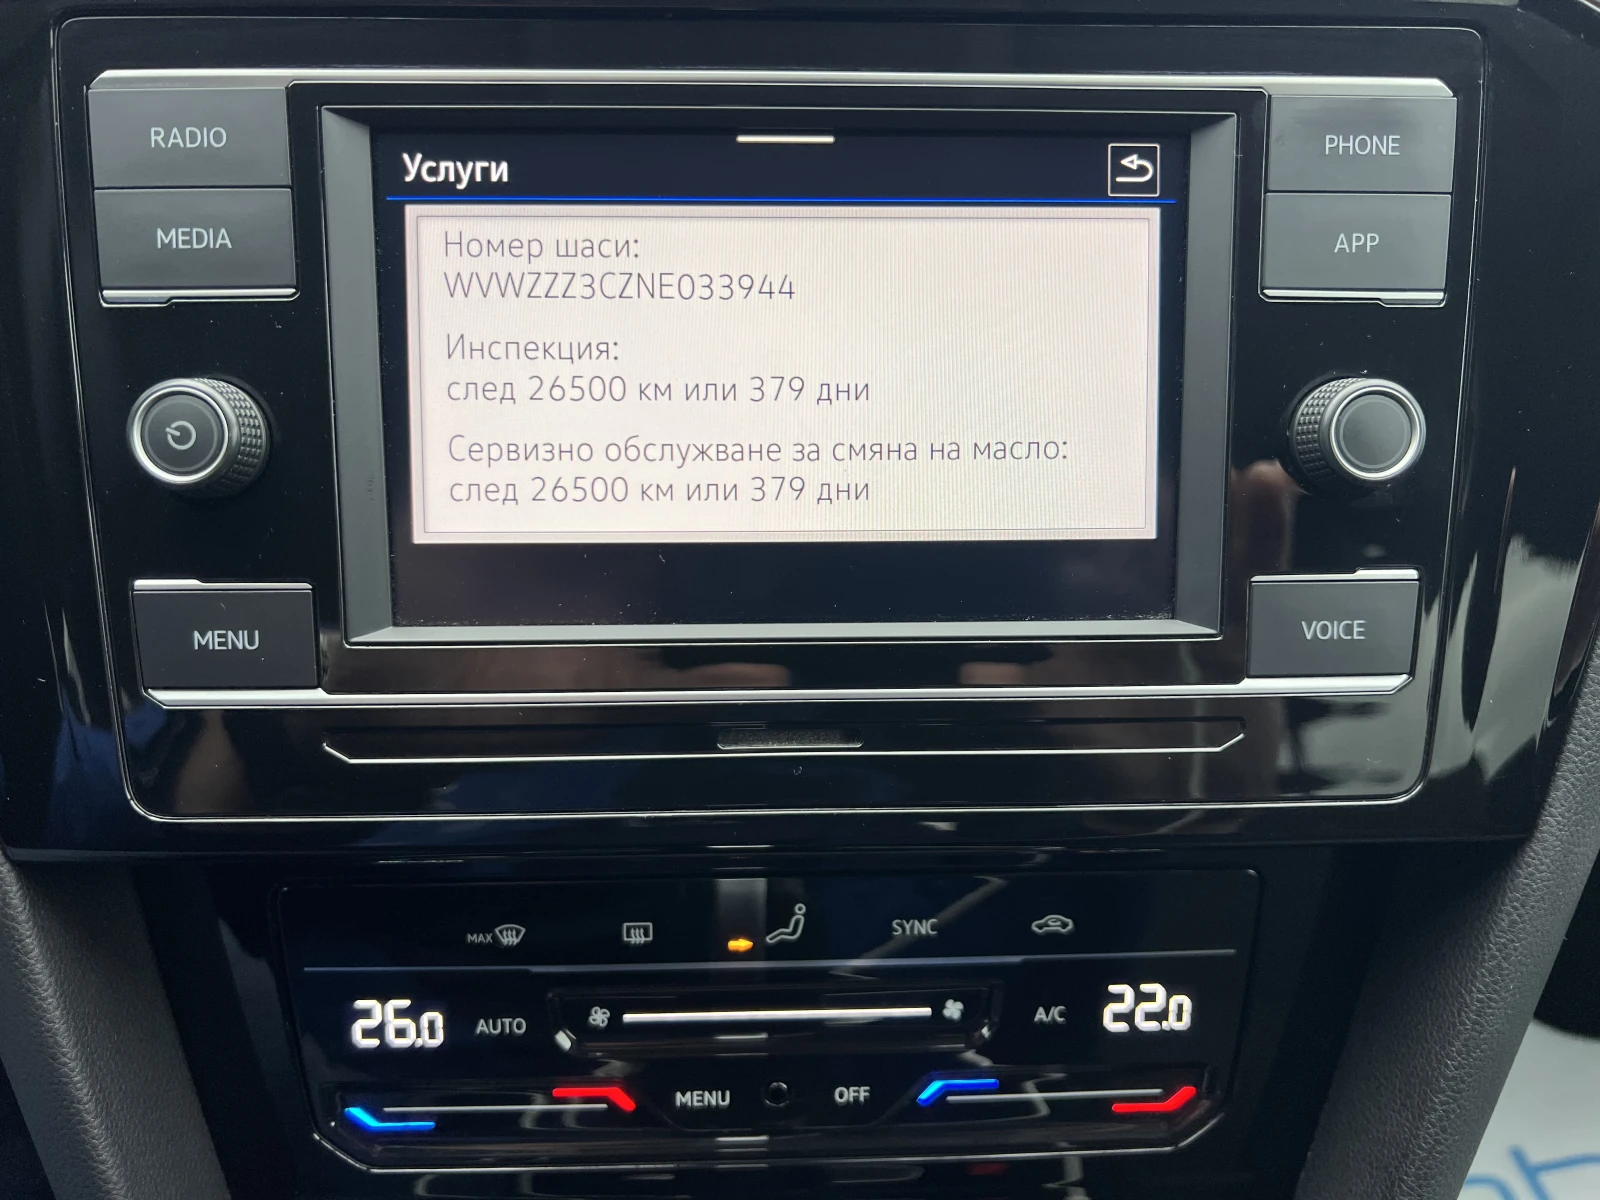 RADIO
MEDIA
MENU
PHONE
APP
VOICE
Услуги
Номер шаси:
WVWZZZ3CZNE033944
Инспекция:
след 26500 км или 379 дни
Сервизно обслужване за смяна на масло:
след 26500 км или 379 дни
MAX
SYNC
26.0
AUTO
A/C
22.0
MENU
OFF